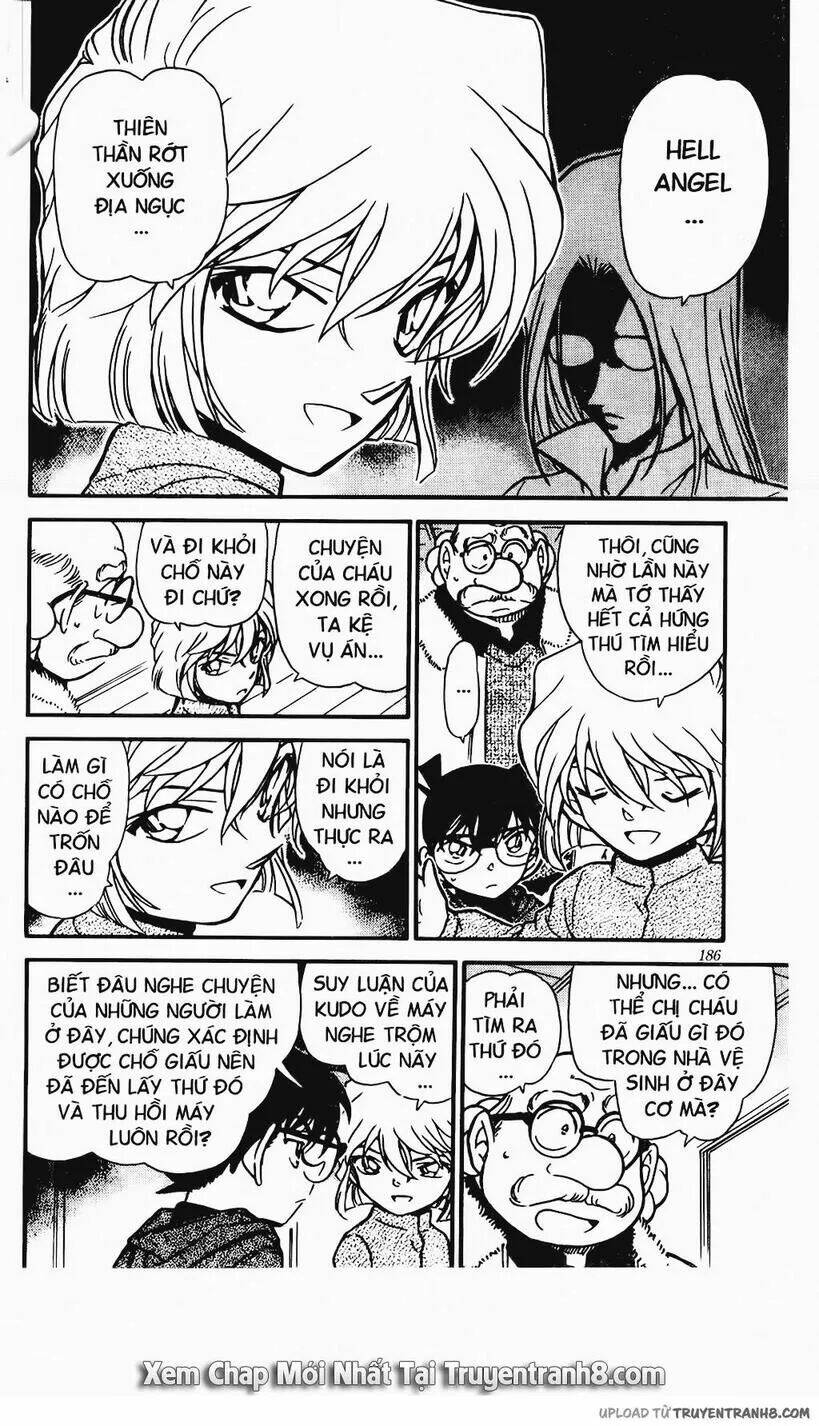 HELL
ANGEL
...
THIÊN
THẦN RỚT
XUỐNG
ĐỊA NGỤC
...
THÔI, CŨNG
NHỜ LẦN NÀY
MÀ TỚ THẤY
HẾT CẢ HỨNG
THÚ TÌM HIỂU
RỒI...
...
CHUYỆN
CỦA CHÁU
XONG RỒI,
TA KỆ
VỤ ÁN...
VÀ ĐI KHỎI
CHỖ NÀY
ĐI CHỨ?
NÓI LÀ
ĐI KHỎI
NHƯNG
THỰC RA
...
LÀM GÌ
CÓ CHỖ
NÀO ĐỂ
TRỐN
ĐÂU
...
186
NHƯNG... CÓ
THỂ CHỊ CHÁU
ĐÃ GIẤU GÌ ĐÓ
TRONG NHÀ VỆ
SINH Ở ĐÂY
CƠ MÀ?
PHẢI
TÌM RA
THỨ ĐÓ
...
SUY LUẬN CỦA
KUDO VỀ MÁY
NGHE TRỘM
LÚC NÃY
...
BIẾT ĐÂU NGHE CHUYỆN
CỦA NHỮNG NGƯỜI LÀM
Ở ĐÂY, CHÚNG XÁC ĐỊNH
ĐƯỢC CHỖ GIẤU NÊN
ĐÃ ĐẾN LẤY THỨ ĐÓ
VÀ THU HỒI MÁY
LUÔN RỒI?
Xem Chap Mới Nhất Tại Truyentranh8.com
UPLOAD TỪ TRUYENTRANH8.COM